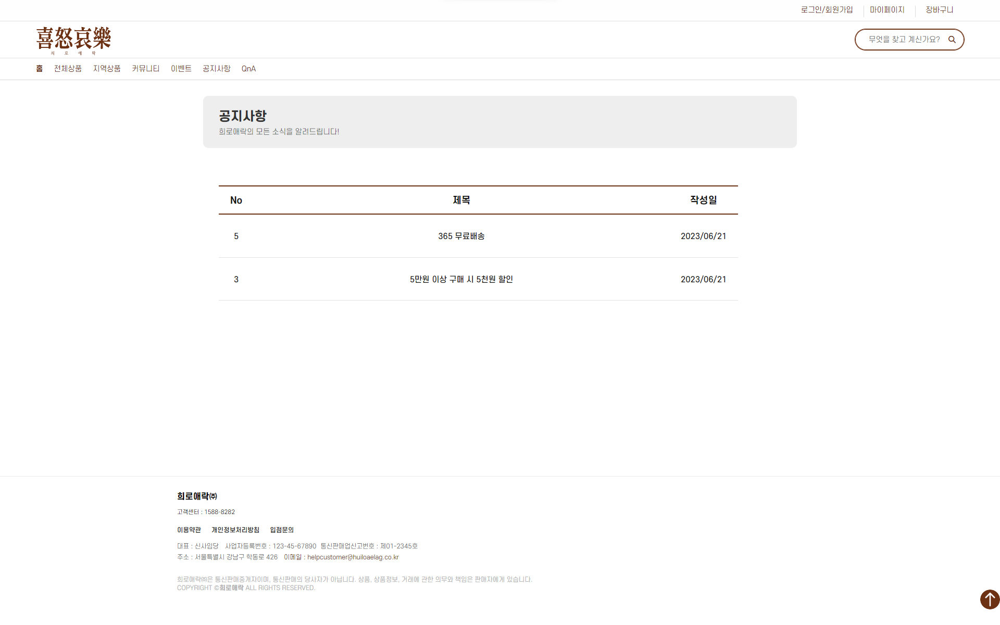 로그인/회원가입 마이페이지 장바구니
喜怒哀樂
희 로 애 락
무엇을 찾고 계신가요?
홈 전체상품 지역상품 커뮤니티 이벤트 공지사항 QnA
공지사항
희로애락의 모든 소식을 알려드립니다!
No 제목 작성일
5 365 무료배송 2023/06/21
3 5만원 이상 구매 시 5천원 할인 2023/06/21
희로애락㈜
고객센터 : 1588-8282
이용약관 개인정보처리방침 입점문의
대표 : 신사임당 사업자등록번호 : 123-45-67890 통신판매업신고번호 : 제01-2345호
주소 : 서울특별시 강남구 학동로 426 이메일 : helpcustomer@huiloaelag.co.kr
희로애락㈜은 통신판매중개자이며, 통신판매의 당사자가 아닙니다. 상품, 상품정보, 거래에 관한 의무와 책임은 판매자에게 있습니다.
COPYRIGHT ©희로애락 ALL RIGHTS RESERVED.